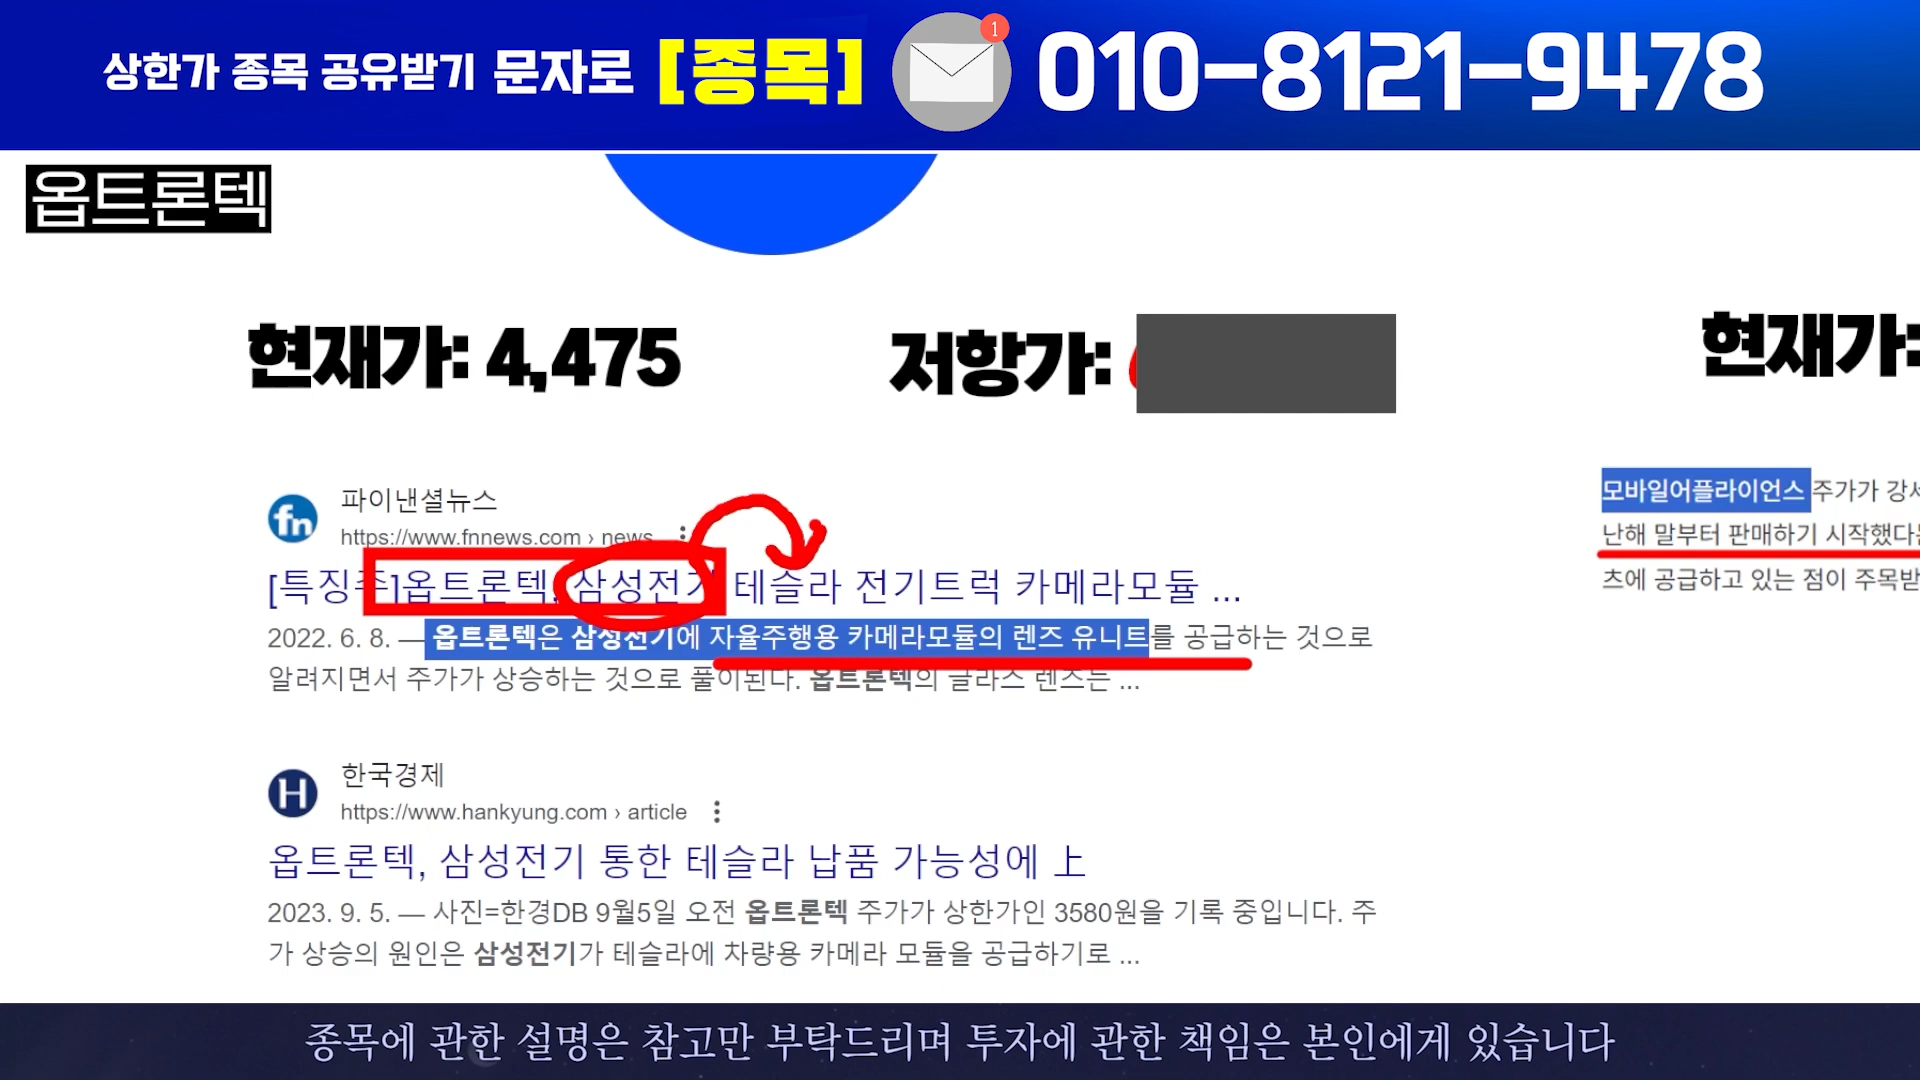 상한가 종목 공유받기 문자로 [종목] 1 010-8121-9478
옵트론텍
현재가: 4,475
저항가:
현재가:
파이낸셜뉴스
https://www.fnnews.com › news
[특징주]옵트론텍, 삼성전기 테슬라 전기트럭 카메라모듈 ...
2022. 6. 8. — 옵트론텍은 삼성전기에 자율주행용 카메라모듈의 렌즈 유니트를 공급하는 것으로
알려지면서 주가가 상승하는 것으로 풀이된다. 옵트론텍의 글라스 렌즈는 ...
한국경제
https://www.hankyung.com › article
옵트론텍, 삼성전기 통한 테슬라 납품 가능성에 上
2023. 9. 5. — 사진=한경DB 9월5일 오전 옵트론텍 주가가 상한가인 3580원을 기록 중입니다. 주
가 상승의 원인은 삼성전기가 테슬라에 차량용 카메라 모듈을 공급하기로 ...
모바일어플라이언스 주가가
난해 말부터 판매하기 시작했다
츠에 공급하고 있는 점이
종목에 관한 설명은 참고만 부탁드리며 투자에 관한 책임은 본인에게 있습니다